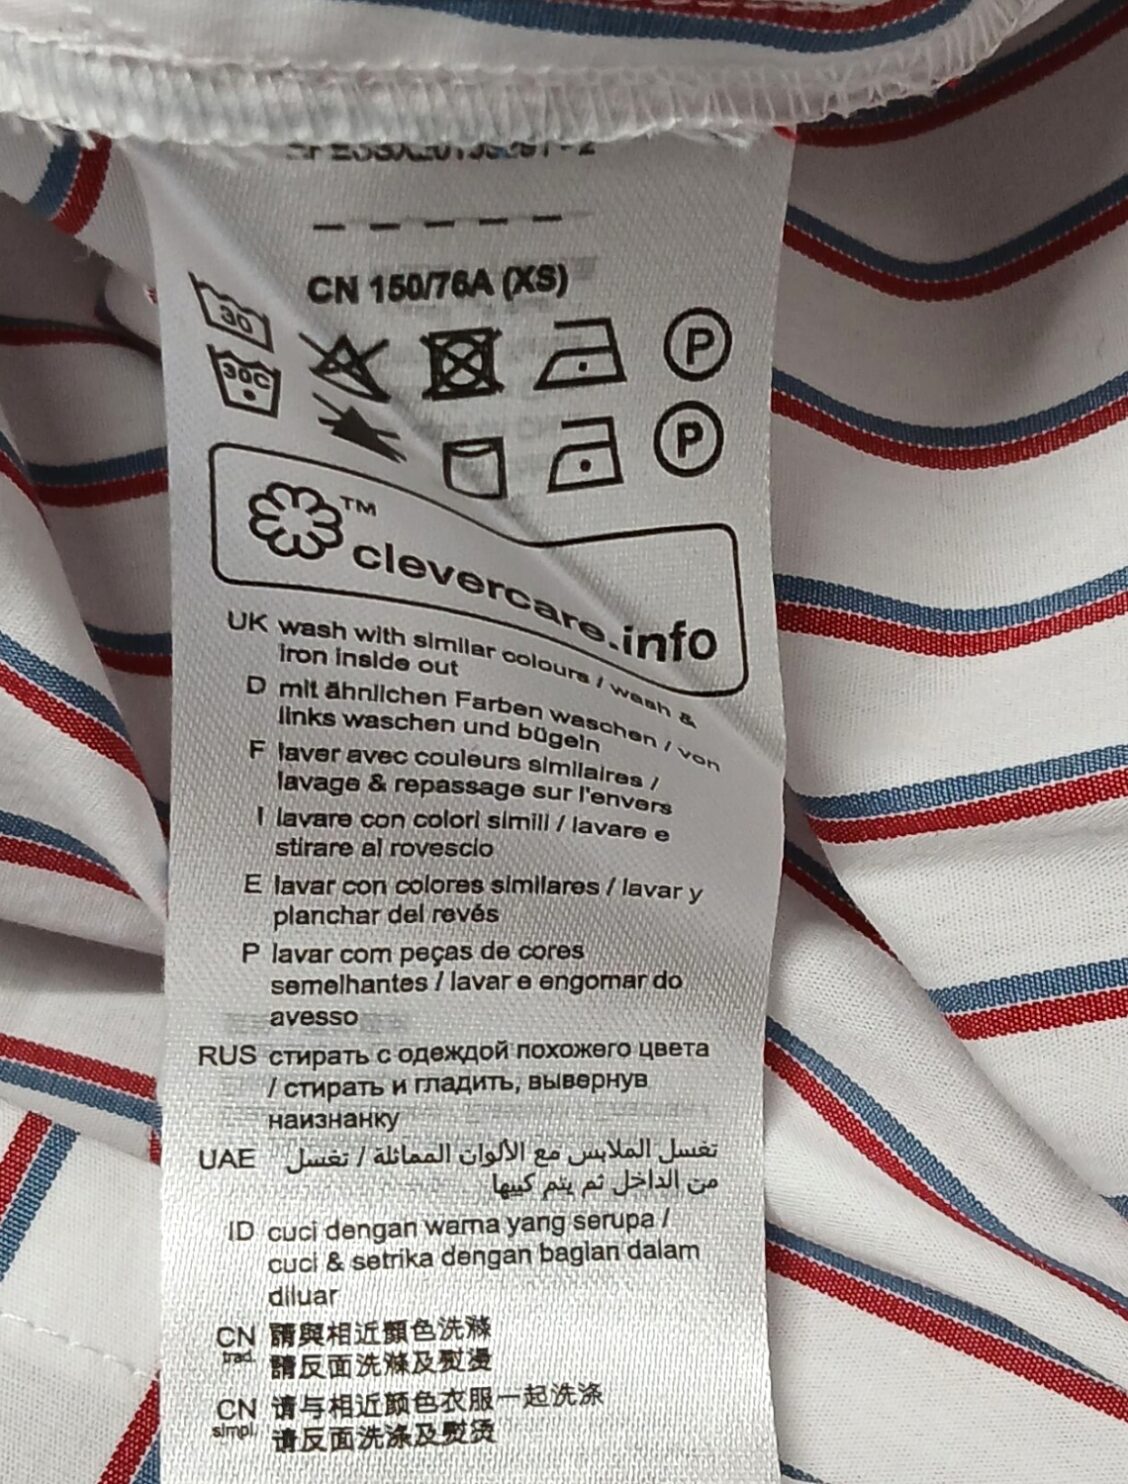 CN 150/76A (XS)
30
P
30C
P
TM
clevercare.info
UK wash with similar colours / wash &
iron inside out
D mit ähnlichen Farben waschen / von
links waschen und bügeln
F laver avec couleurs similaires /
lavage & repassage sur l'envers
I lavare con colori simili / lavare e
stirare al rovescio
E lavar con colores similares / lavar y
planchar del revés
P lavar com peças de cores
semelhantes / lavar e engomar do
avesso
RUS стирать с одеждой похожего цвета
/ стирать и гладить, вывернув
наизнанку
UAE تغسل الملابس مع الألوان المماثلة / تغسل
من الداخل ثم يتم كيها
ID cuci dengan warna yang serupa /
cuci & setrika dengan bagian dalam
diluar
CN 請與相近顏色洗滌
trad. 請反面洗滌及熨燙
CN 请与相近颜色衣服一起洗涤
simpl. 请反面洗涤及熨烫